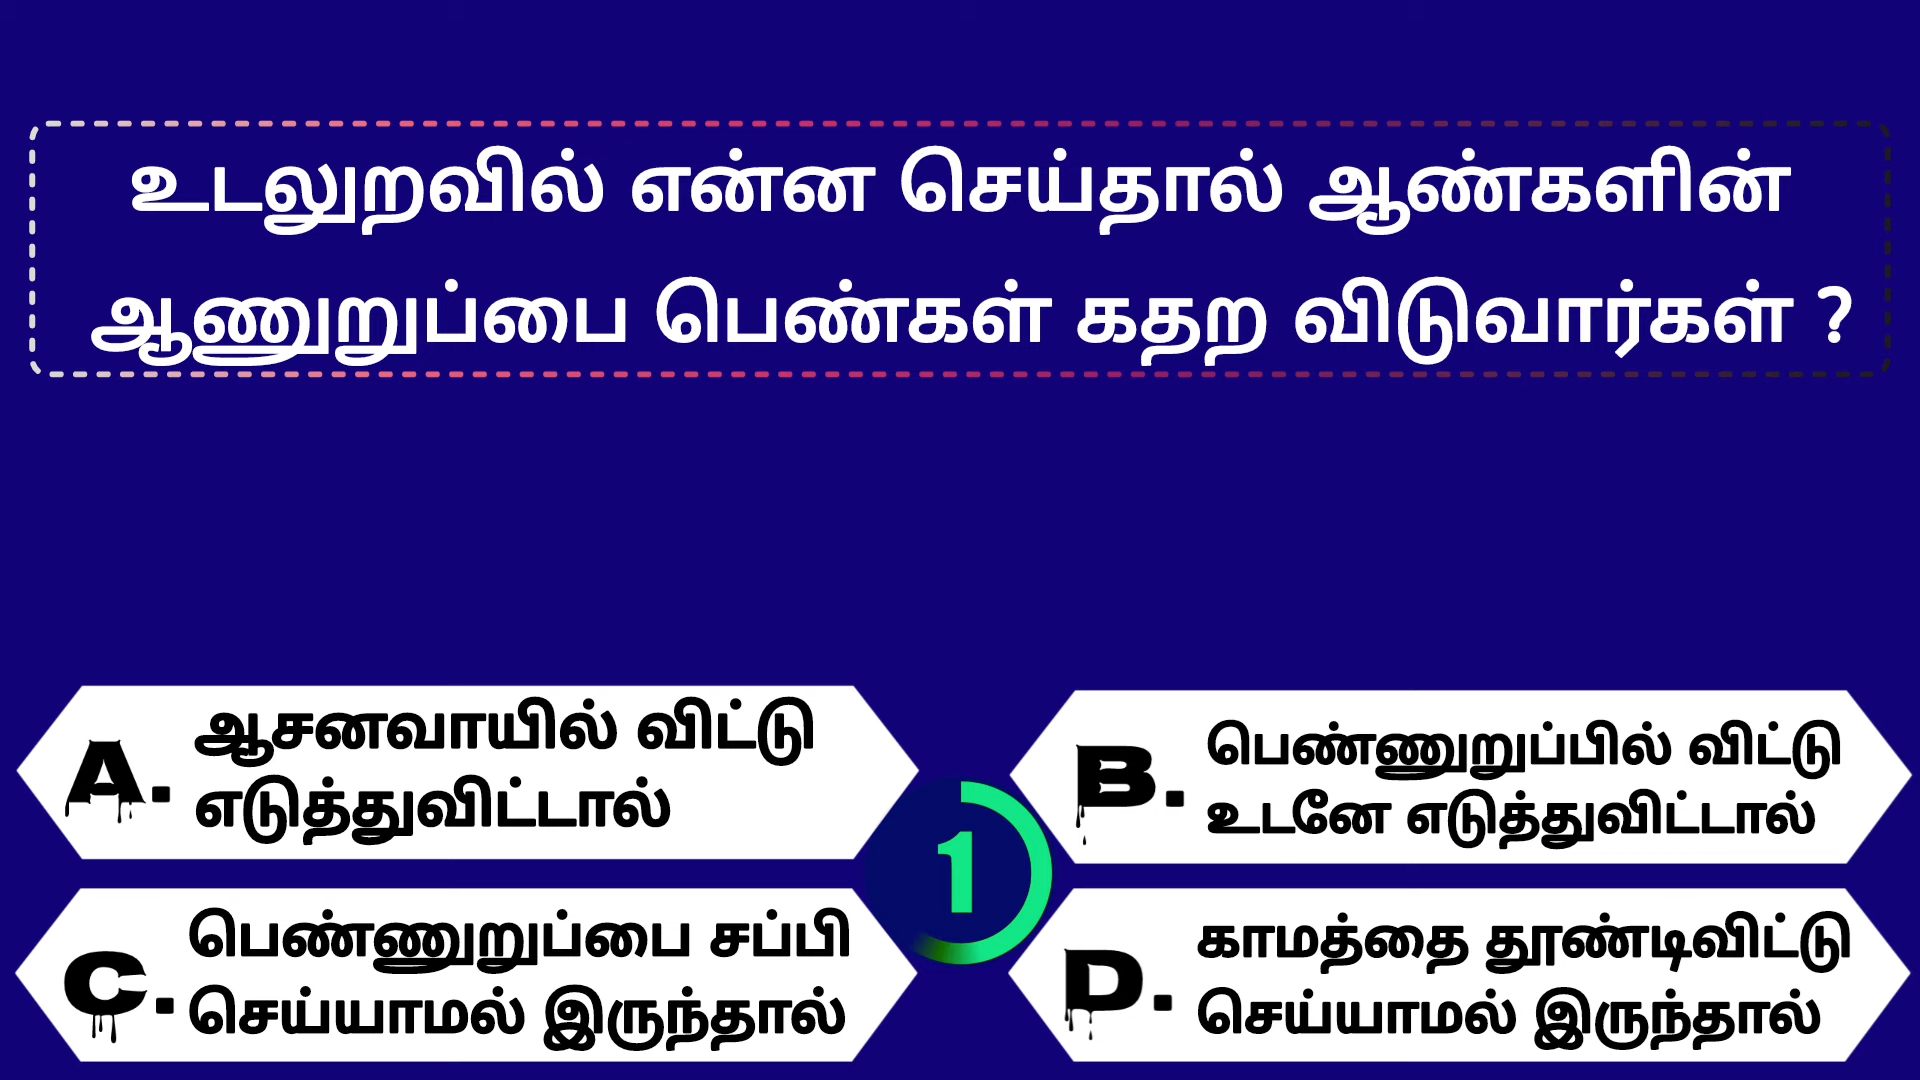 உடலுறவில் என்ன செய்தால் ஆண்களின்
ஆணுறுப்பை பெண்கள் கதற விடுவார்கள் ?
A. ஆசனவாயில் விட்டு
எடுத்துவிட்டால்
B. பெண்ணுறுப்பில் விட்டு
உடனே எடுத்துவிட்டால்
1
C. பெண்ணுறுப்பை சப்பி
செய்யாமல் இருந்தால்
D. காமத்தை தூண்டிவிட்டு
செய்யாமல் இருந்தால்